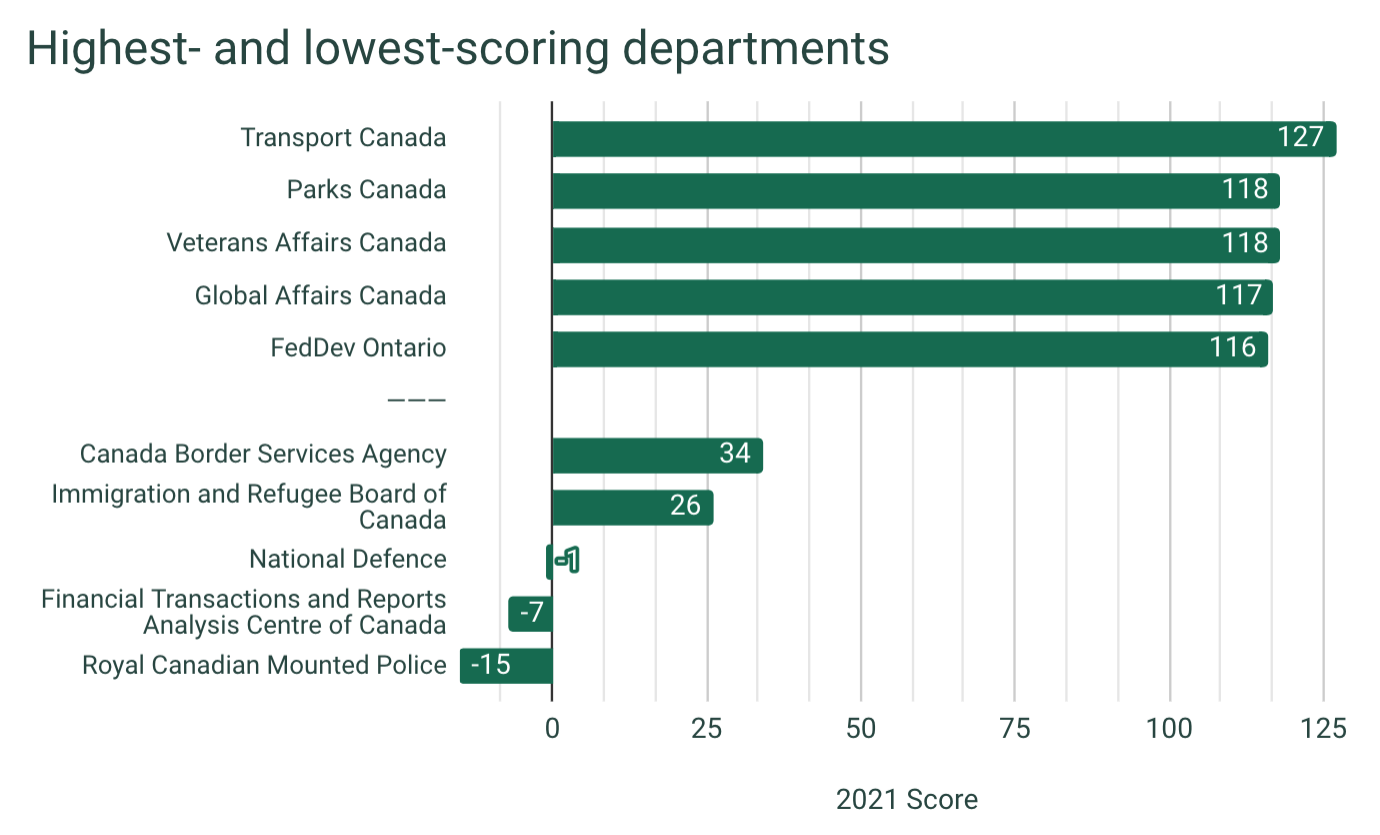 Highest- and lowest-scoring departments
Transport Canada
127
Parks Canada
118
Veterans Affairs Canada
118
Global Affairs Canada
117
FedDev Ontario
116
———
Canada Border Services Agency
34
Immigration and Refugee Board of
Canada
26
National Defence
-1
Financial Transactions and Reports
Analysis Centre of Canada
-7
Royal Canadian Mounted Police
-15
0 25 50 75 100 125
2021 Score